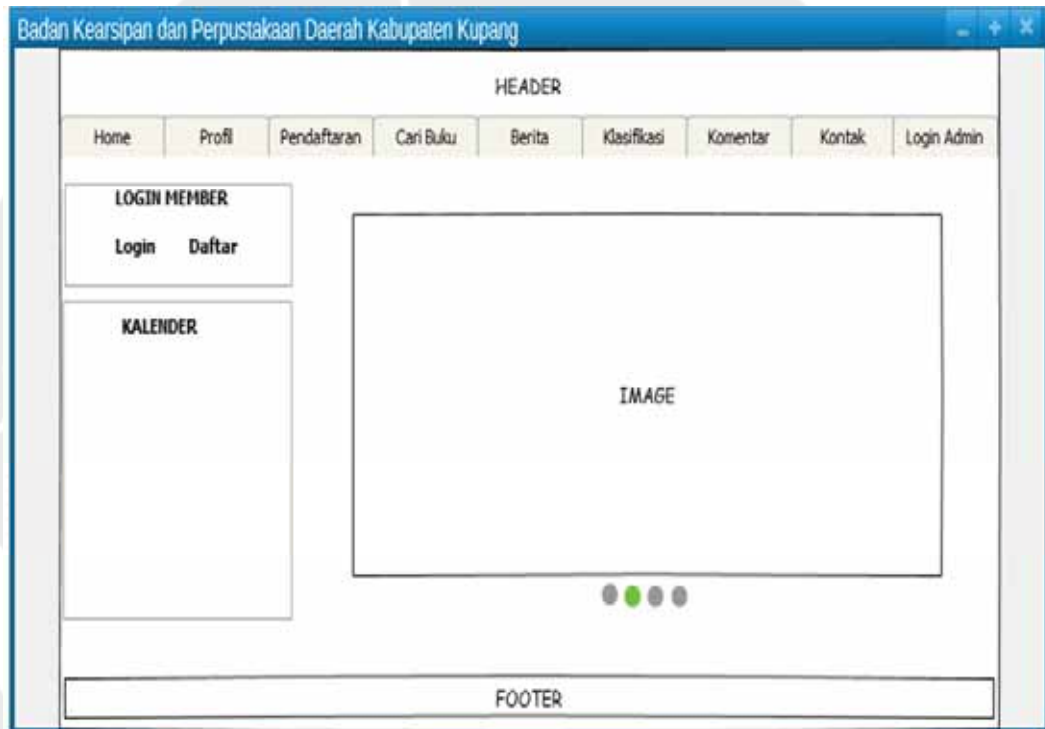 Badan Kearsipan dan Perpustakaan Daerah Kabupaten Kupang
HEADER
Home Profil Pendaftaran Cari Buku Berita Klasifikasi Komentar Kontak Login Admin
LOGIN MEMBER
Login Daftar
KALENDER
IMAGE
FOOTER